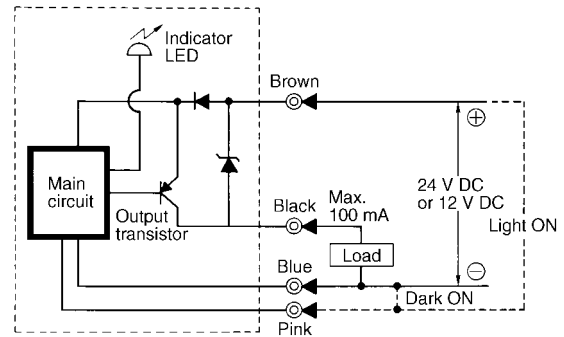 Indicator
LED
Brown
Main
circuit
Output
transistor
Black
Max.
100 mA
24 V DC
or 12 V DC
Light ON
Load
Blue
Dark ON
Pink